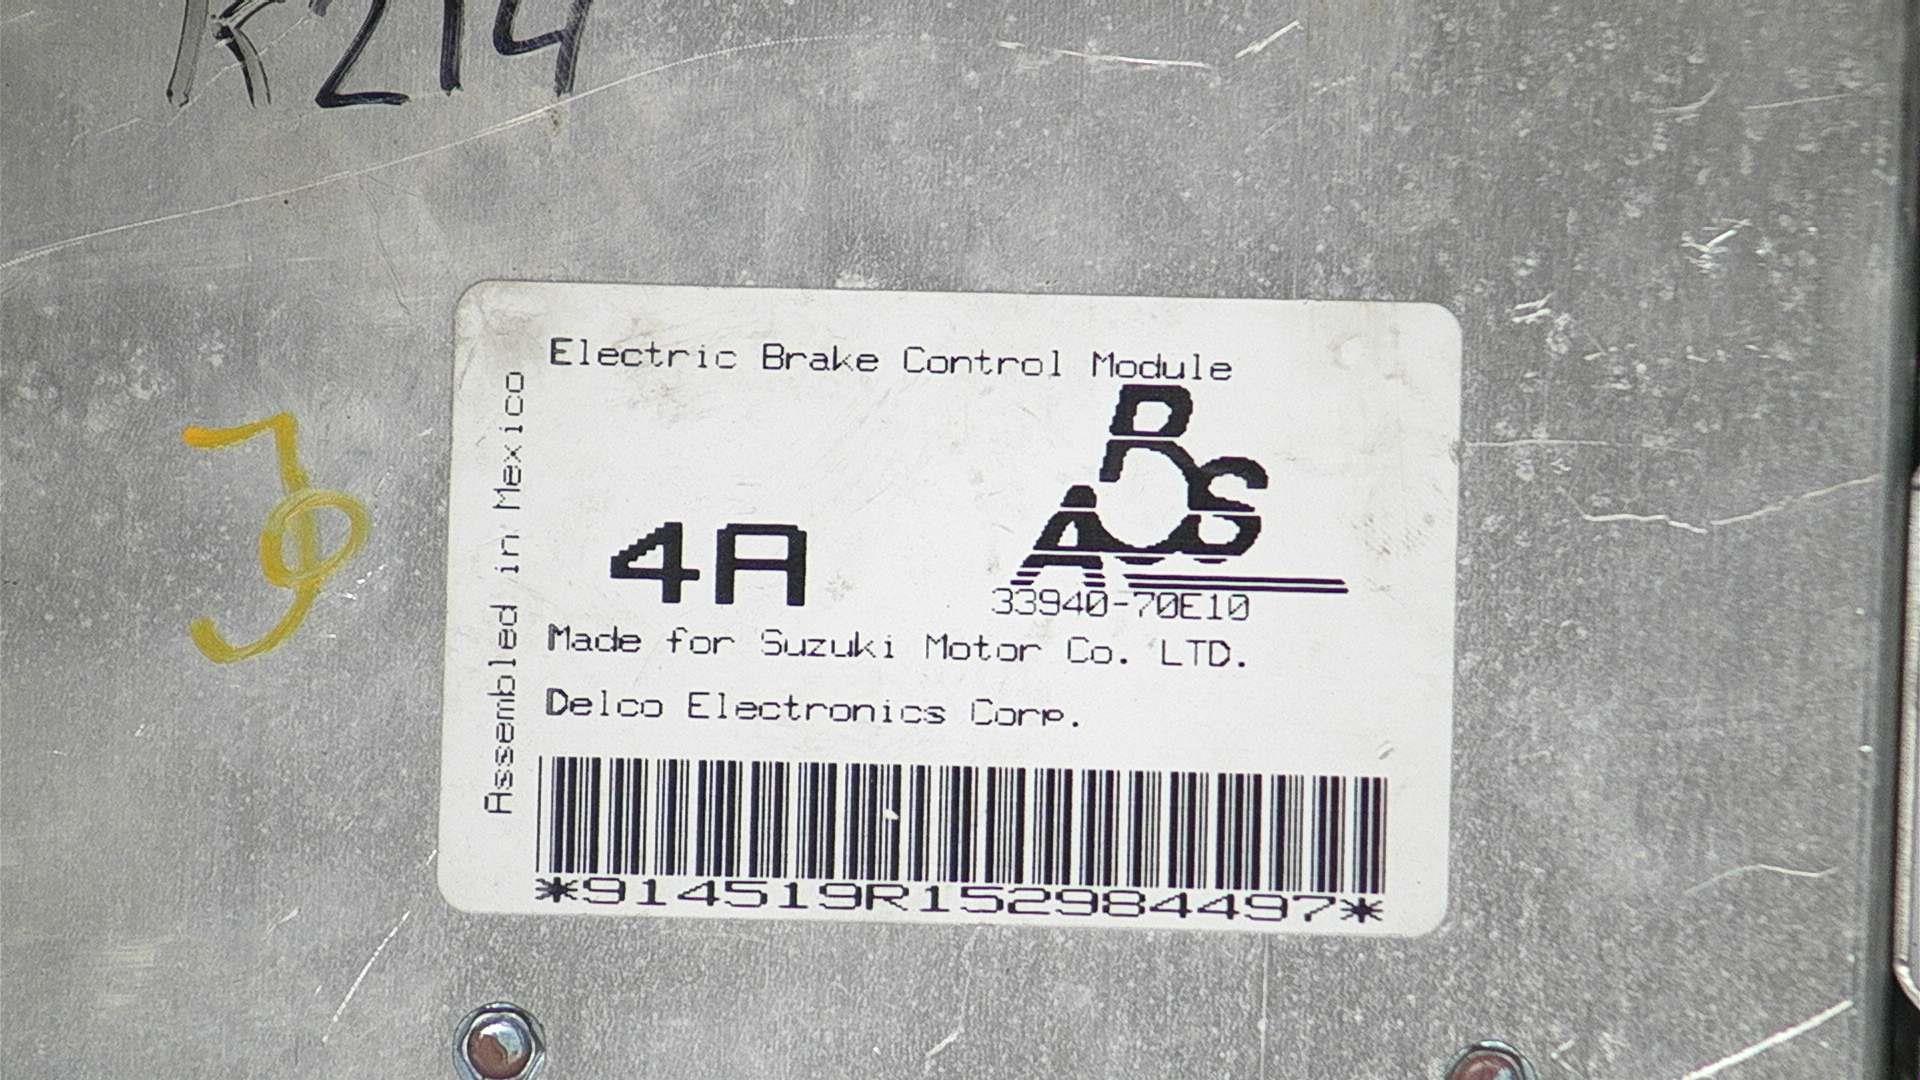 K214
Electric Brake Control Module
Assembled in Mexico
ABS
4A
33940-70E10
Made for Suzuki Motor Co. LTD.
Delco Electronics Corp.
*914519R152984497*